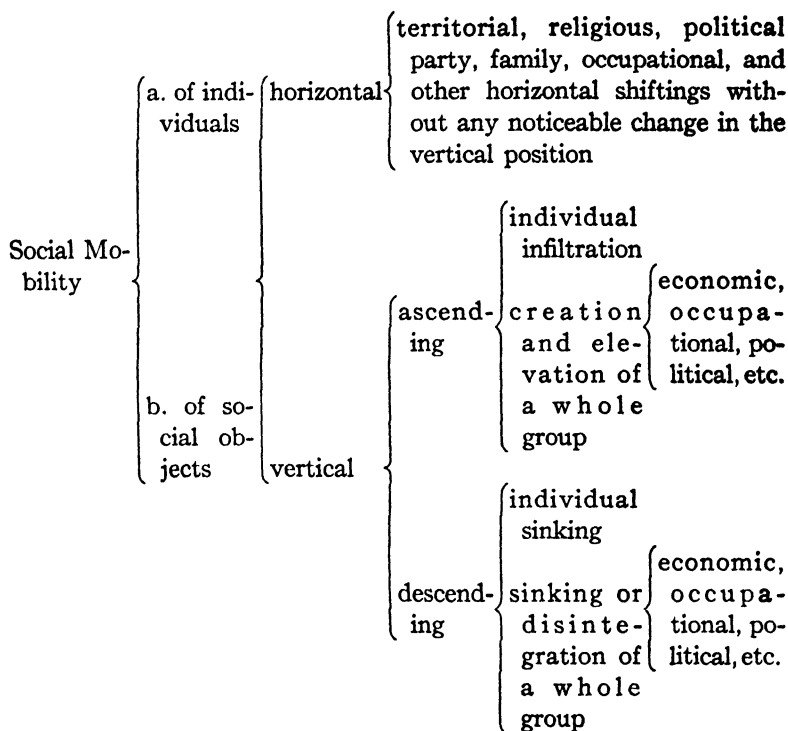 territorial, religious, political
party, family, occupational, and
other horizontal shiftings with-
out any noticeable change in the
vertical position
a. of indi-
viduals
horizontal
Social Mo-
bility
b. of so-
cial ob-
jects
vertical
ascend-
ing
individual
infiltration
creation
and ele-
vation of
a whole
group
economic,
occupa-
tional, po-
litical, etc.
descend-
ing
individual
sinking
sinking or
disinte-
gration of
a whole
group
economic,
occupa-
tional, po-
litical, etc.